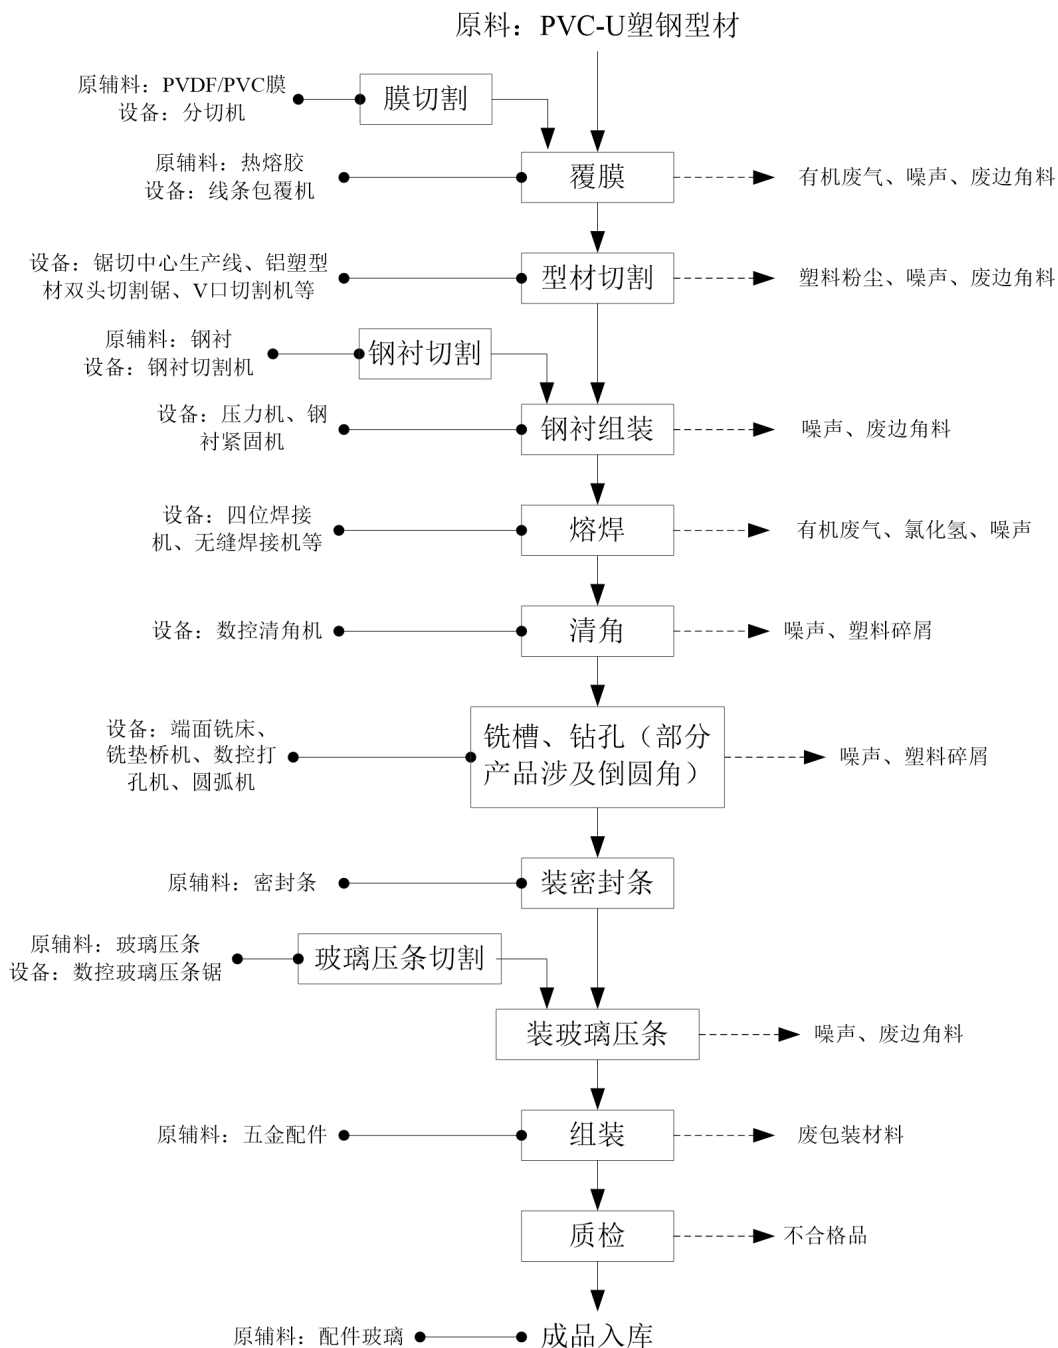 原料：PVC-U塑钢型材
原辅料：PVDF/PVC膜
设备：分切机
膜切割
原辅料：热熔胶
设备：线条包覆机
覆膜
有机废气、噪声、废边角料
设备：锯切中心生产线、铝塑型
材双头切割锯、V口切割机等
型材切割
塑料粉尘、噪声、废边角料
原辅料：钢衬
设备：钢衬切割机
钢衬切割
设备：压力机、钢
衬紧固机
钢衬组装
噪声、废边角料
设备：四位焊接
机、无缝焊接机等
熔焊
有机废气、氯化氢、噪声
设备：数控清角机
清角
噪声、塑料碎屑
设备：端面铣床、
铣垫桥机、数控打
孔机、圆弧机
铣槽、钻孔（部分
产品涉及倒圆角）
噪声、塑料碎屑
原辅料：密封条
装密封条
原辅料：玻璃压条
设备：数控玻璃压条锯
玻璃压条切割
装玻璃压条
噪声、废边角料
原辅料：五金配件
组装
废包装材料
质检
不合格品
原辅料：配件玻璃
成品入库